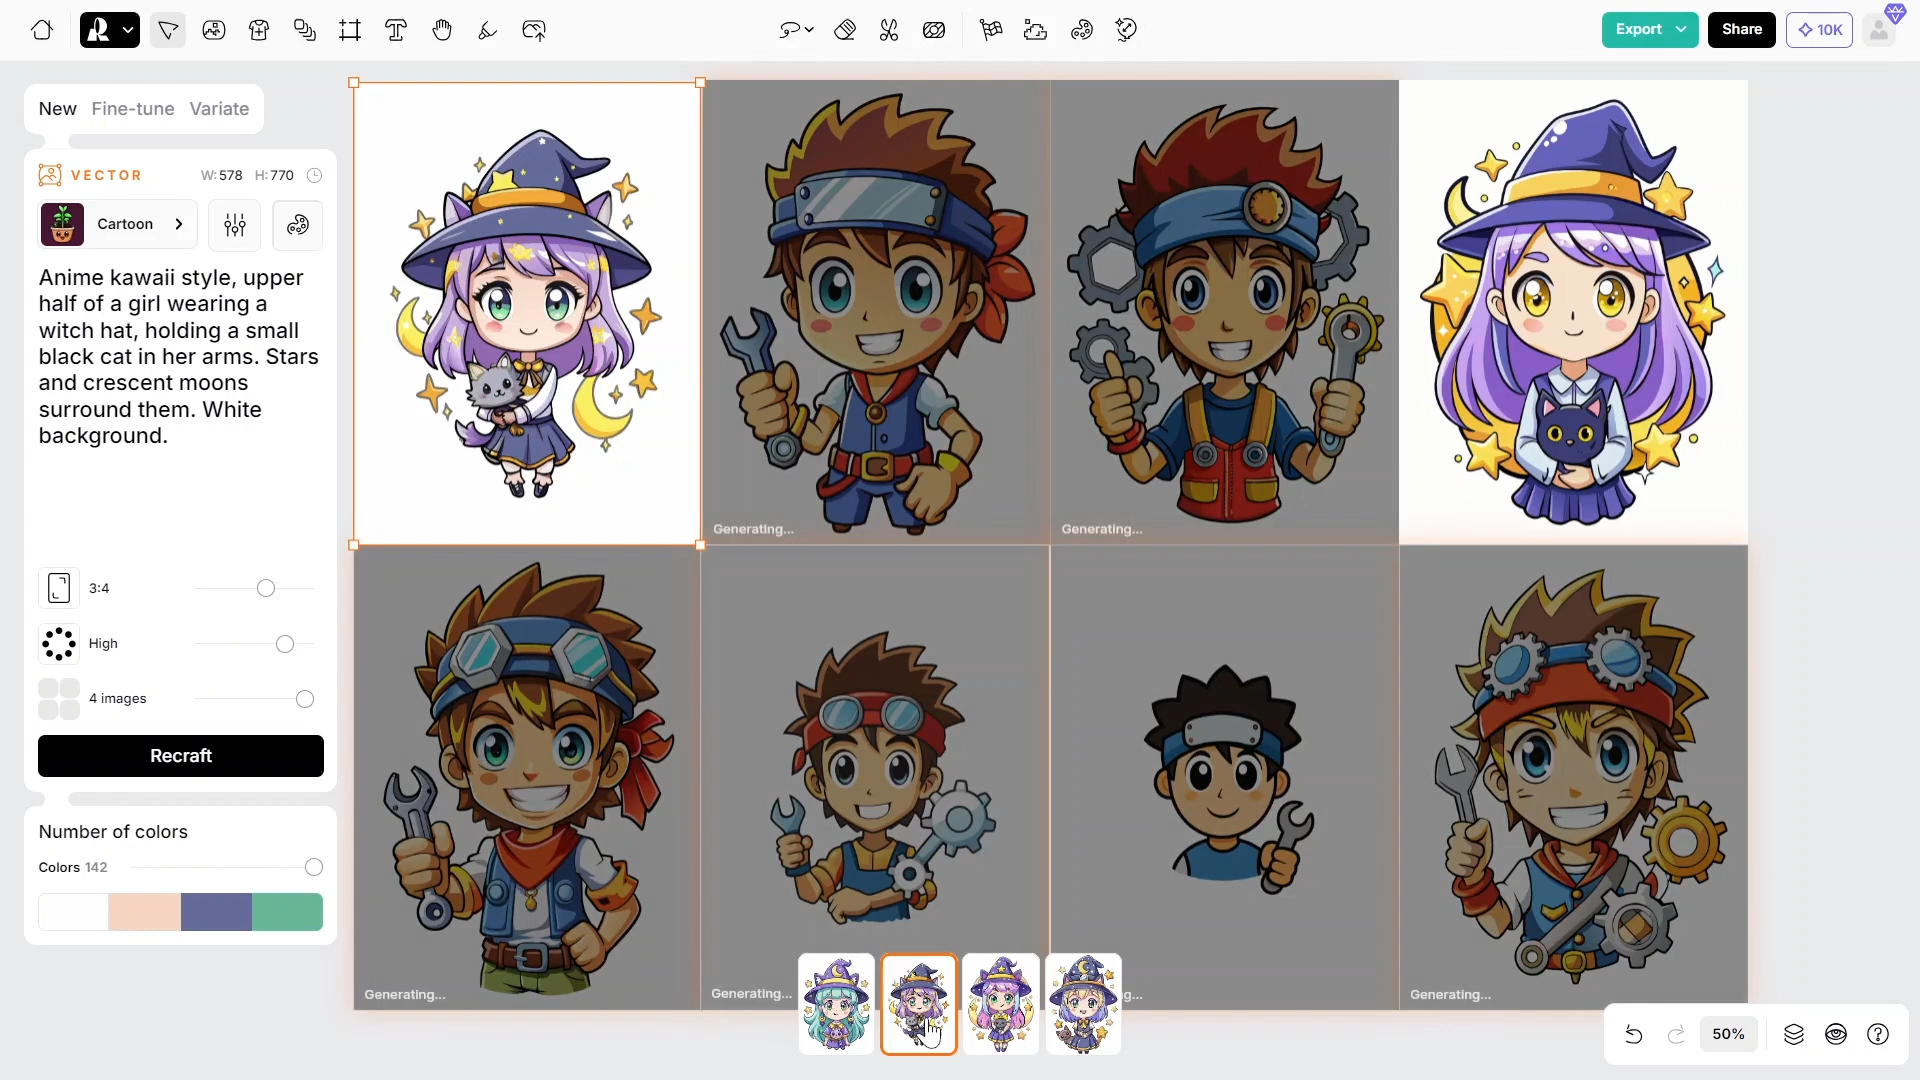 Export
Share
10K
New Fine-tune Variate
VECTOR
W:578 H:770
Cartoon
Anime kawaii style, upper
half of a girl wearing a
witch hat, holding a small
black cat in her arms. Stars
and crescent moons
surround them. White
background.
3:4
High
4 images
Recraft
Number of colors
Colors 142
Generating...
Generating...
Generating...
Generating...
g...
Generating...
50%